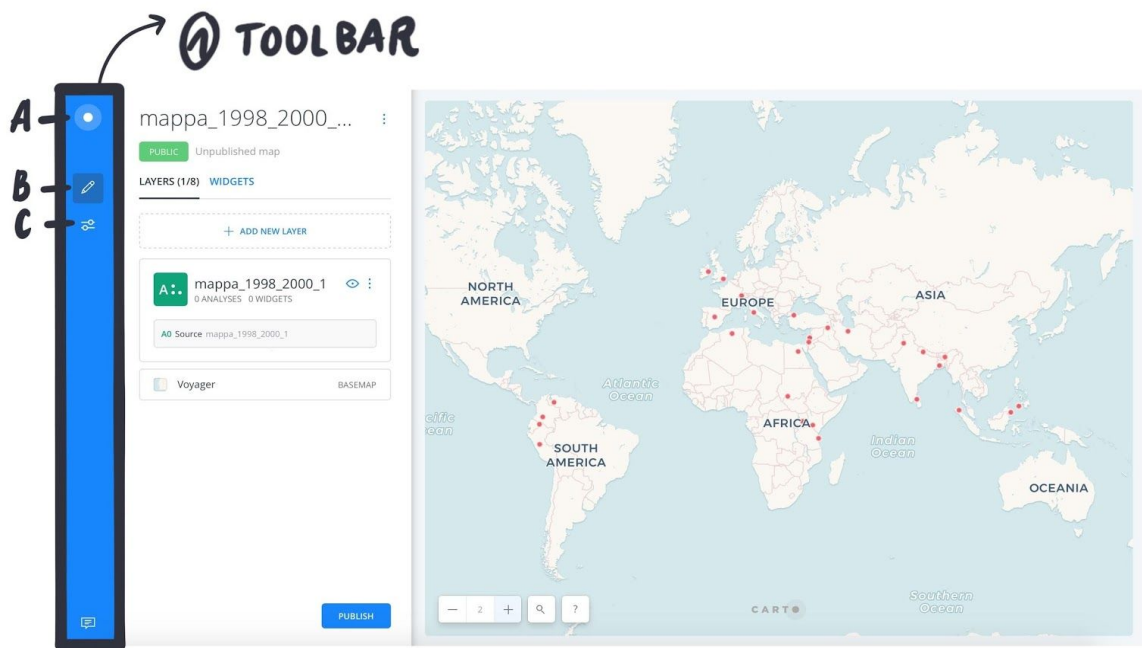 1 TOOLBAR
A
B
C
mappa_1998_2000_...
PUBLIC Unpublished map
LAYERS (1/8) WIDGETS
+ ADD NEW LAYER
A:. mappa_1998_2000_1
0 ANALYSES 0 WIDGETS
A0 Source mappa_1998_2000_1
Voyager BASEMAP
PUBLISH
NORTH
AMERICA
EUROPE
ASIA
Atlantic
Ocean
cific
ean
AFRICA
SOUTH
AMERICA
Indian
Ocean
OCEANIA
Southern
Ocean
− 2 + ?
CARTO